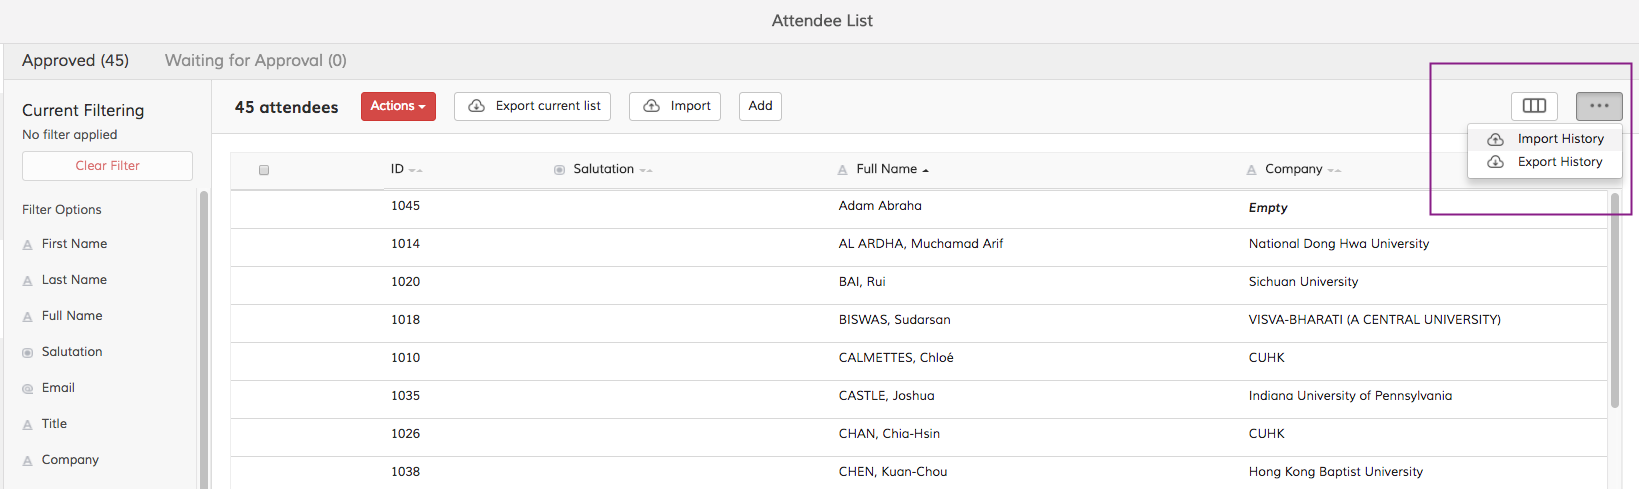 Attendee List
Approved (45) Waiting for Approval (0)
Current Filtering
No filter applied
Clear Filter
Filter Options
First Name
Last Name
Full Name
Salutation
Email
Title
Company
45 attendees Actions Export current list Import Add
Import History
Export History
ID Salutation Full Name Company
1045 Adam Abraha Empty
1014 AL ARDHA, Muchamad Arif National Dong Hwa University
1020 BAI, Rui Sichuan University
1018 BISWAS, Sudarsan VISVA-BHARATI (A CENTRAL UNIVERSITY)
1010 CALMETTES, Chloé CUHK
1035 CASTLE, Joshua Indiana University of Pennsylvania
1026 CHAN, Chia-Hsin CUHK
1038 CHEN, Kuan-Chou Hong Kong Baptist University